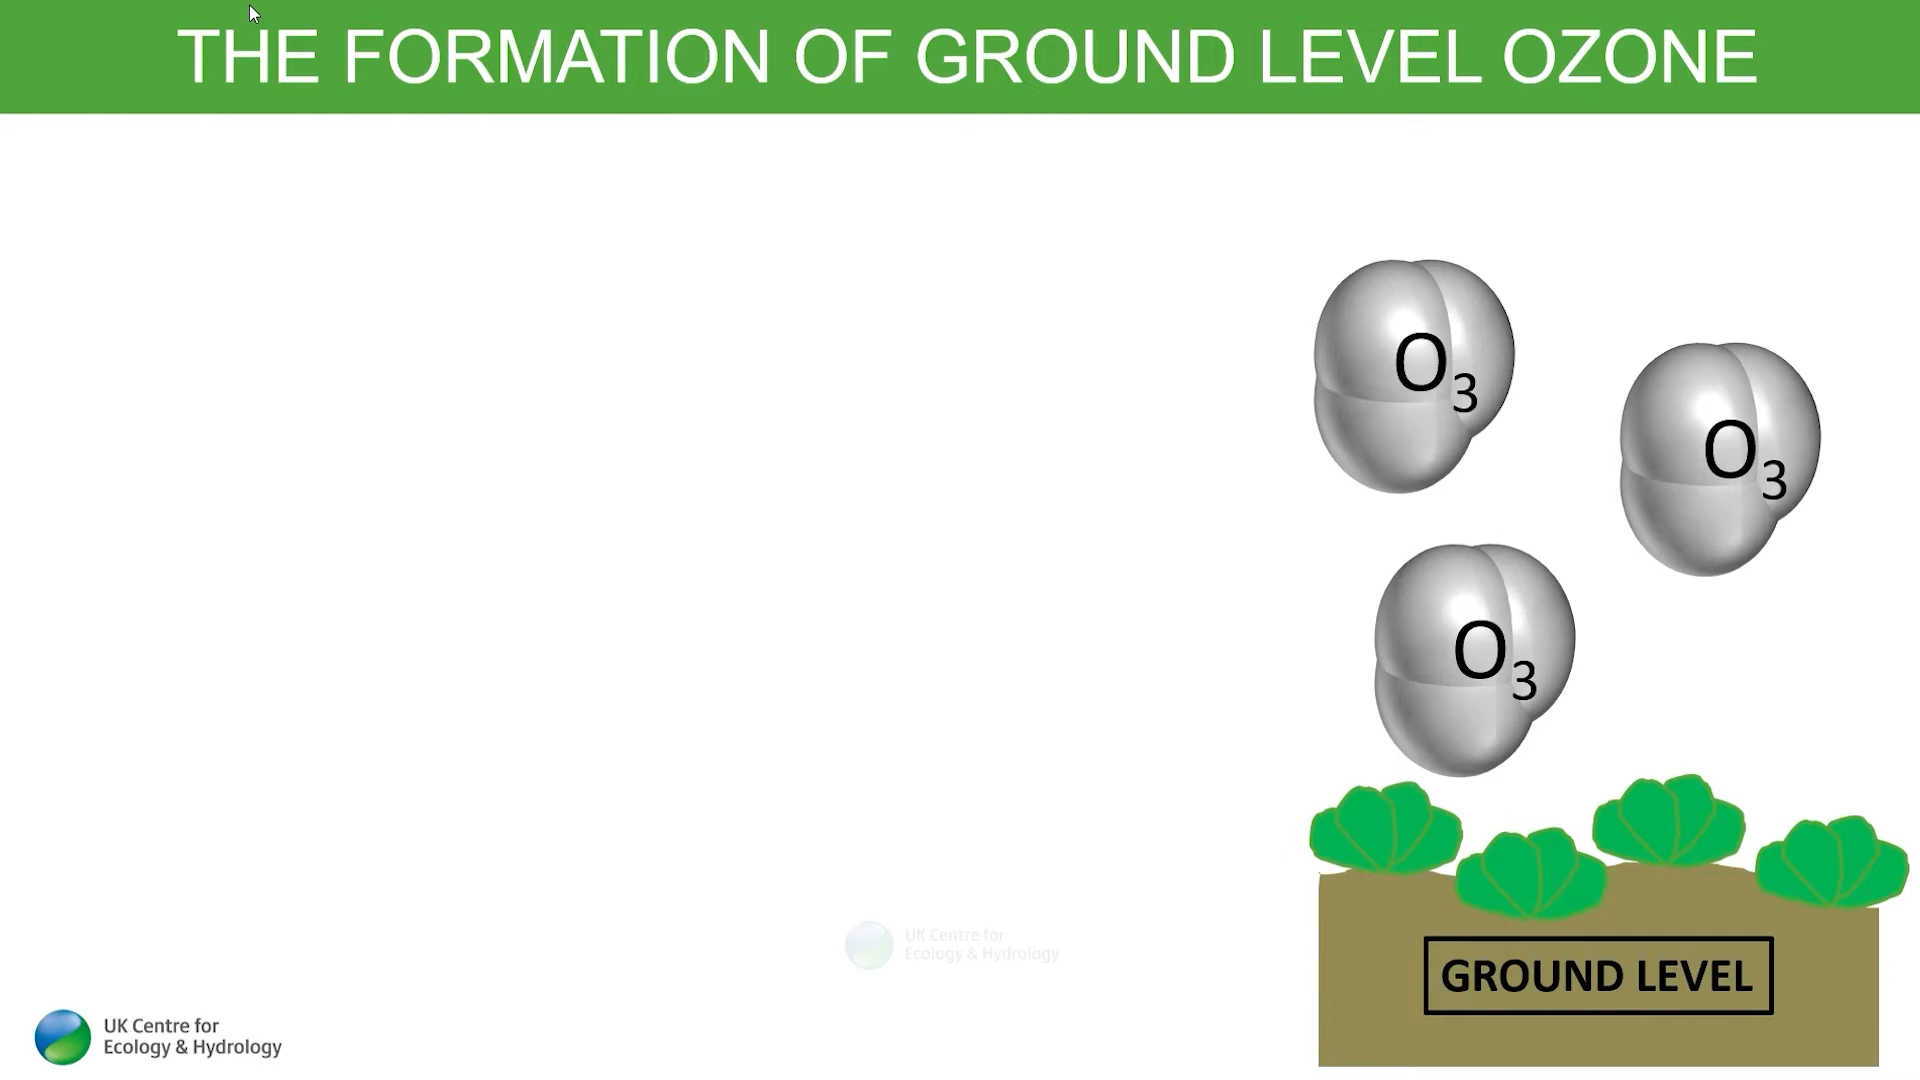 THE FORMATION OF GROUND LEVEL OZONE
O3
O3
O3
UK Centre for
Ecology & Hydrology
GROUND LEVEL
UK Centre for
Ecology & Hydrology